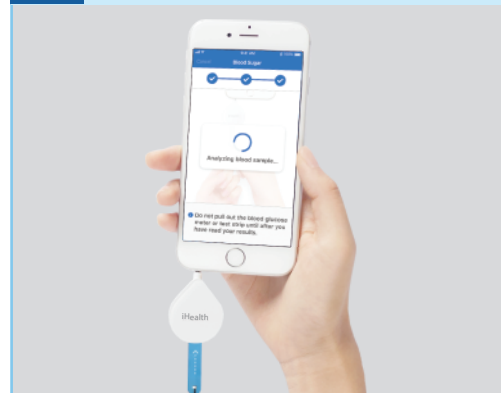 Blood Sugar
Analyzing blood sample...
Do not pull out the blood glucose
meter or test strip until after you
have read your results.
iHealth